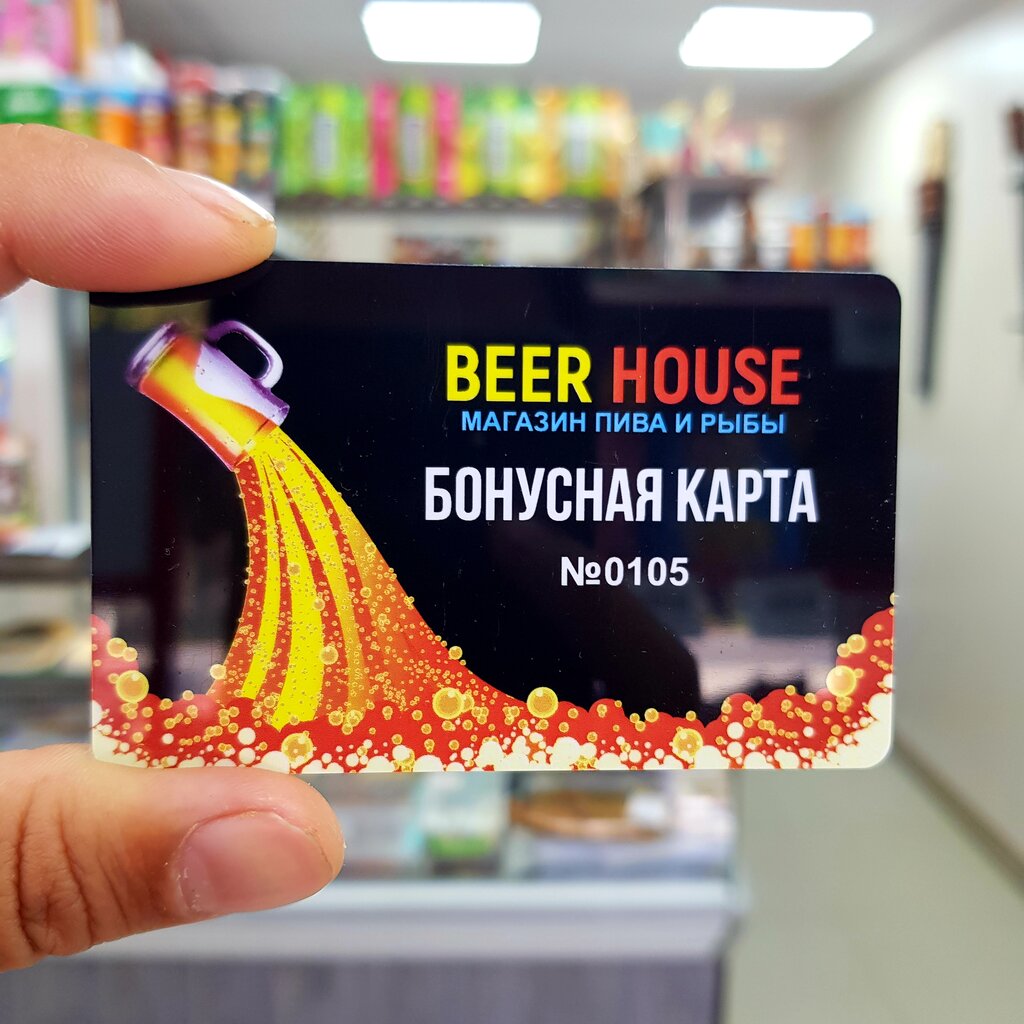 BEER HOUSE
МАГАЗИН ПИВА И РЫБЫ
БОНУСНАЯ КАРТА
№0105